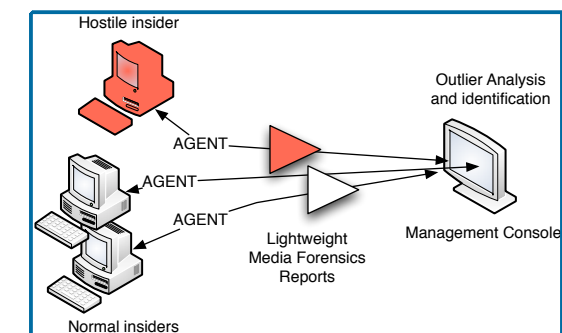 Hostile insider
Outlier Analysis
and identification
AGENT
AGENT
AGENT
Lightweight
Media Forensics
Reports
Management Console
Normal insiders